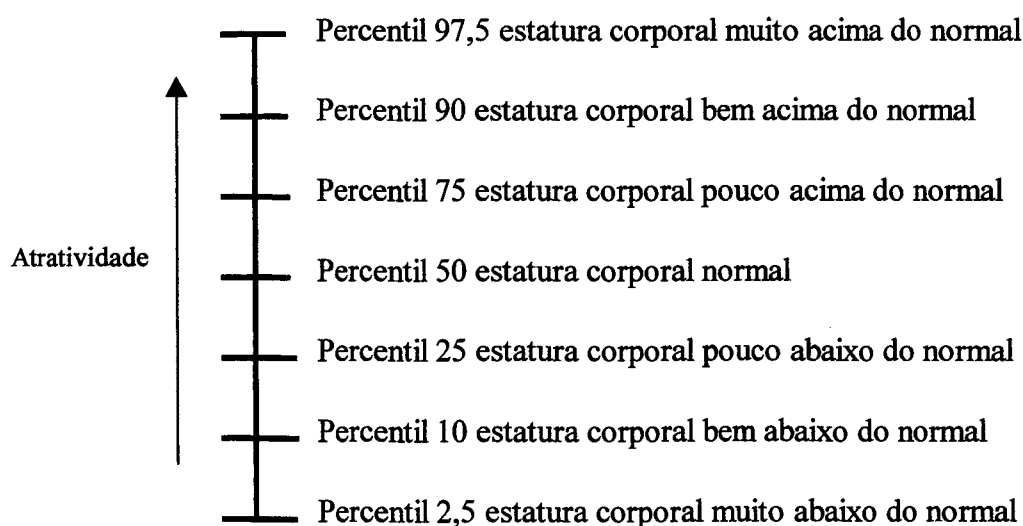 Percentil 97,5 estatura corporal muito acima do normal
Percentil 90 estatura corporal bem acima do normal
Percentil 75 estatura corporal pouco acima do normal
Atratividade
Percentil 50 estatura corporal normal
Percentil 25 estatura corporal pouco abaixo do normal
Percentil 10 estatura corporal bem abaixo do normal
Percentil 2,5 estatura corporal muito abaixo do normal